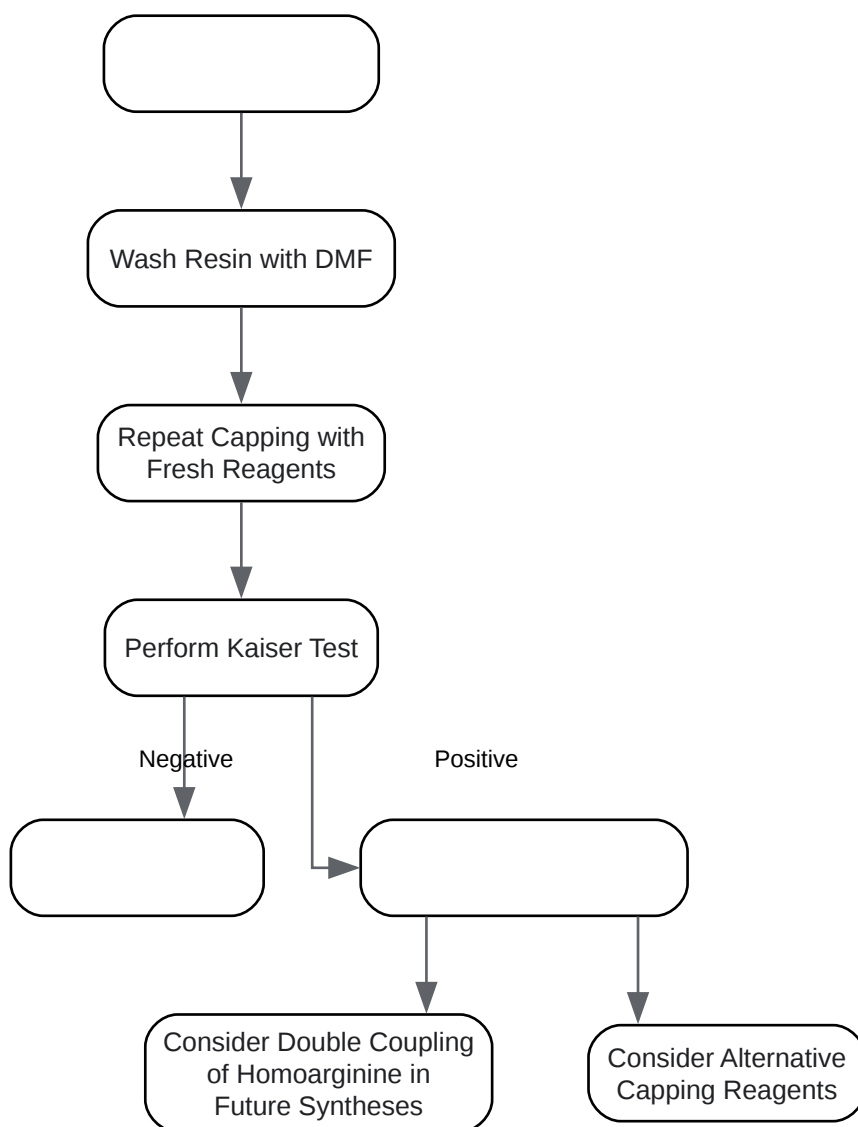 Wash Resin with DMF
Repeat Capping with
Fresh Reagents
Perform Kaiser Test
Negative
Positive
Consider Double Coupling
of Homoarginine in
Future Syntheses
Consider Alternative
Capping Reagents